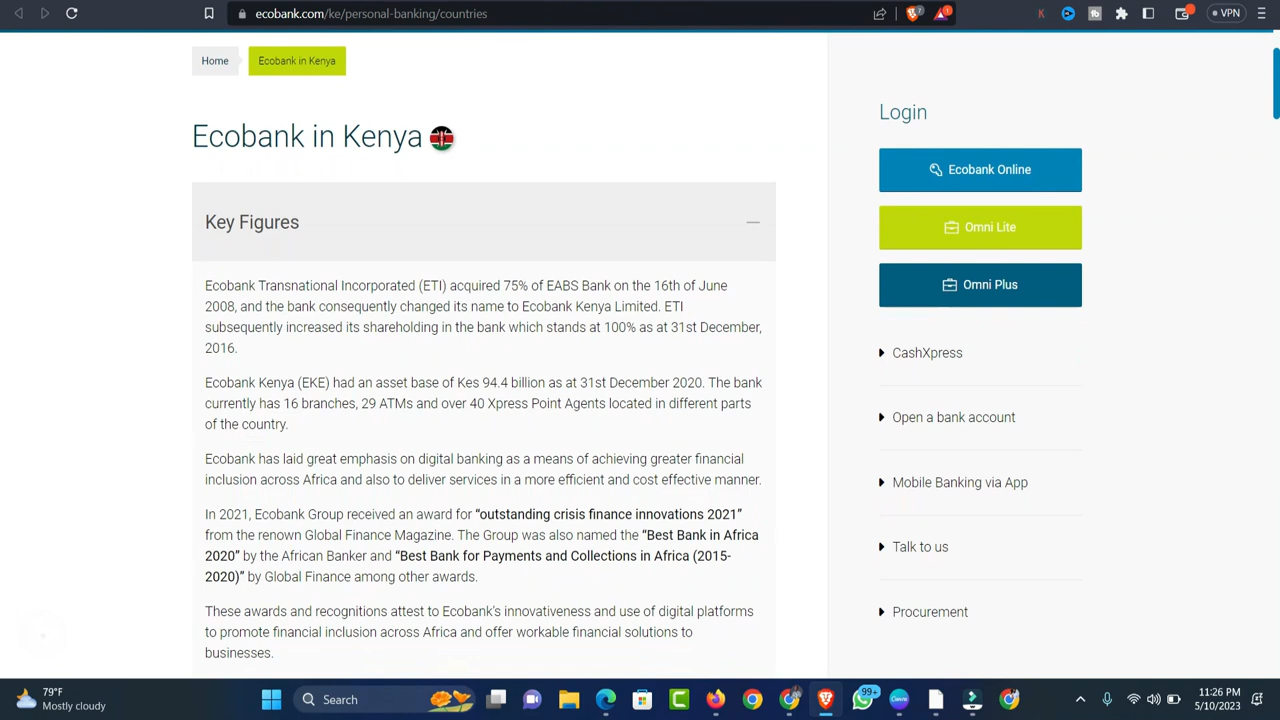 ecobank.com/ke/personal-banking/countries
VPN
Home
Ecobank in Kenya
Ecobank in Kenya
Key Figures
Ecobank Transnational Incorporated (ETI) acquired 75% of EABS Bank on the 16th of June
2008, and the bank consequently changed its name to Ecobank Kenya Limited. ETI
subsequently increased its shareholding in the bank which stands at 100% as at 31st December,
2016.
Ecobank Kenya (EKE) had an asset base of Kes 94.4 billion as at 31st December 2020. The bank
currently has 16 branches, 29 ATMs and over 40 Xpress Point Agents located in different parts
of the country.
Ecobank has laid great emphasis on digital banking as a means of achieving greater financial
inclusion across Africa and also to deliver services in a more efficient and cost effective manner.
In 2021, Ecobank Group received an award for “outstanding crisis finance innovations 2021”
from the renown Global Finance Magazine. The Group was also named the “Best Bank in Africa
2020” by the African Banker and “Best Bank for Payments and Collections in Africa (2015-
2020)” by Global Finance among other awards.
These awards and recognitions attest to Ecobank’s innovativeness and use of digital platforms
to promote financial inclusion across Africa and offer workable financial solutions to
businesses.
Login
Ecobank Online
Omni Lite
Omni Plus
CashXpress
Open a bank account
Mobile Banking via App
Talk to us
Procurement
79°F
Mostly cloudy
Search
99+
11:26 PM
5/10/2023